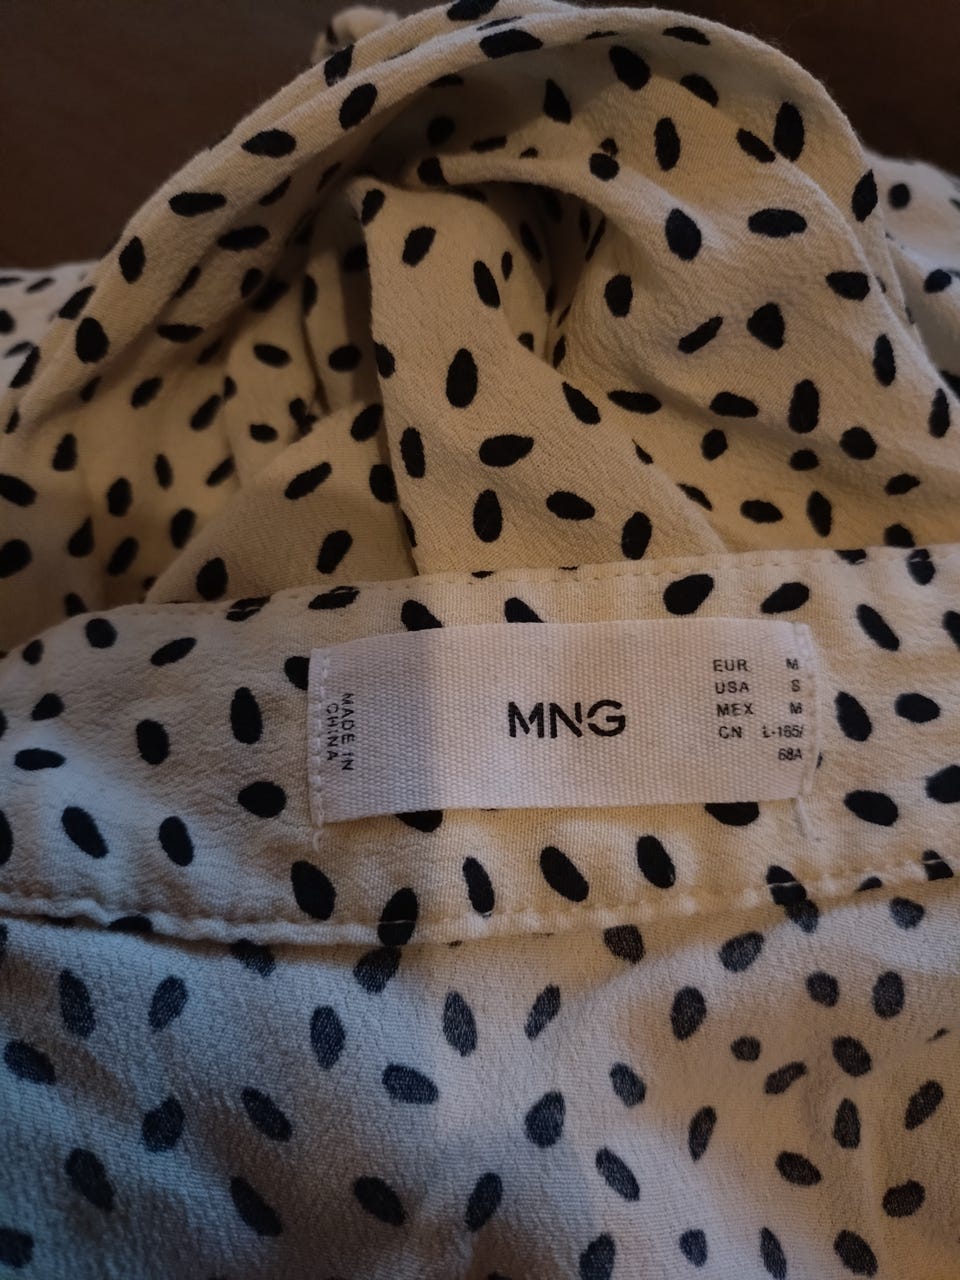 MADE IN
CHINA
MNG
EUR M
USA S
MEX M
CN L-165/
68A